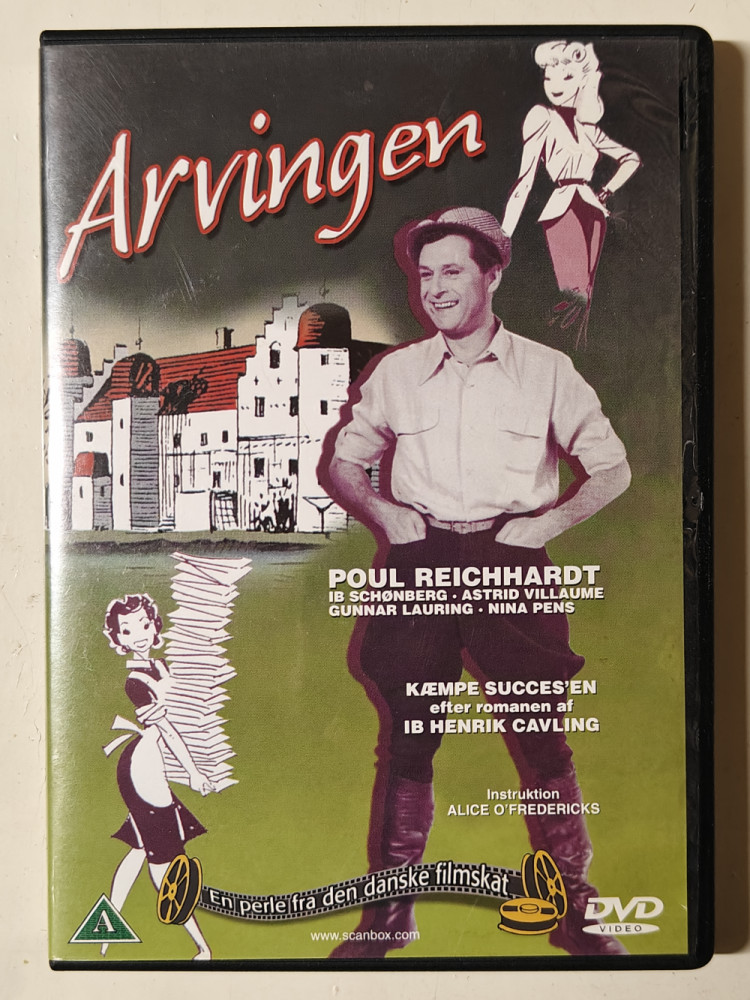 Arvingen
POUL REICHHARDT
IB SCHØNBERG · ASTRID VILLAUME
GUNNAR LAURING · NINA PENS
KÆMPE SUCCES'EN
efter romanen af
IB HENRIK CAVLING
Instruktion
ALICE O'FREDERICKS
En perle fra den danske filmskat
A
www.scanbox.com
DVD
VIDEO